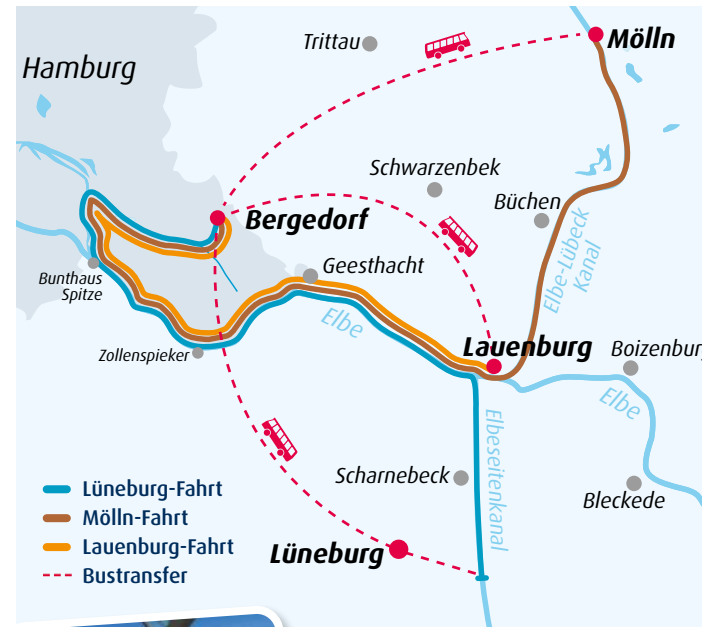 Trittau
Mölln
Hamburg
Schwarzenbek
Büchen
Bergedorf
Elbe-Lübeck
Kanal
Geesthacht
Bunthaus
Spitze
Elbe
Zollenspieker
Lauenburg
Boizenburg
Elbe
Elbeseitenkanal
Scharnebeck
Bleckede
Lüneburg-Fahrt
Mölln-Fahrt
Lauenburg-Fahrt
Bustransfer
Lüneburg